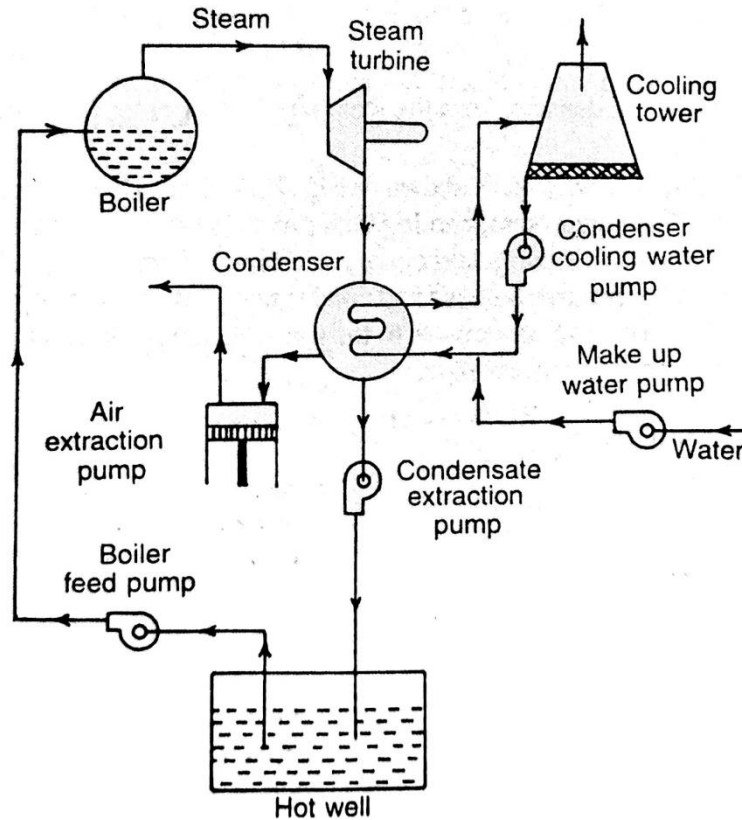 Steam
Steam
turbine
Cooling
tower
Boiler
Condenser
Condenser
cooling water
pump
Make up
water pump
Water
Air
extraction
pump
Condensate
extraction
pump
Boiler
feed pump
Hot well